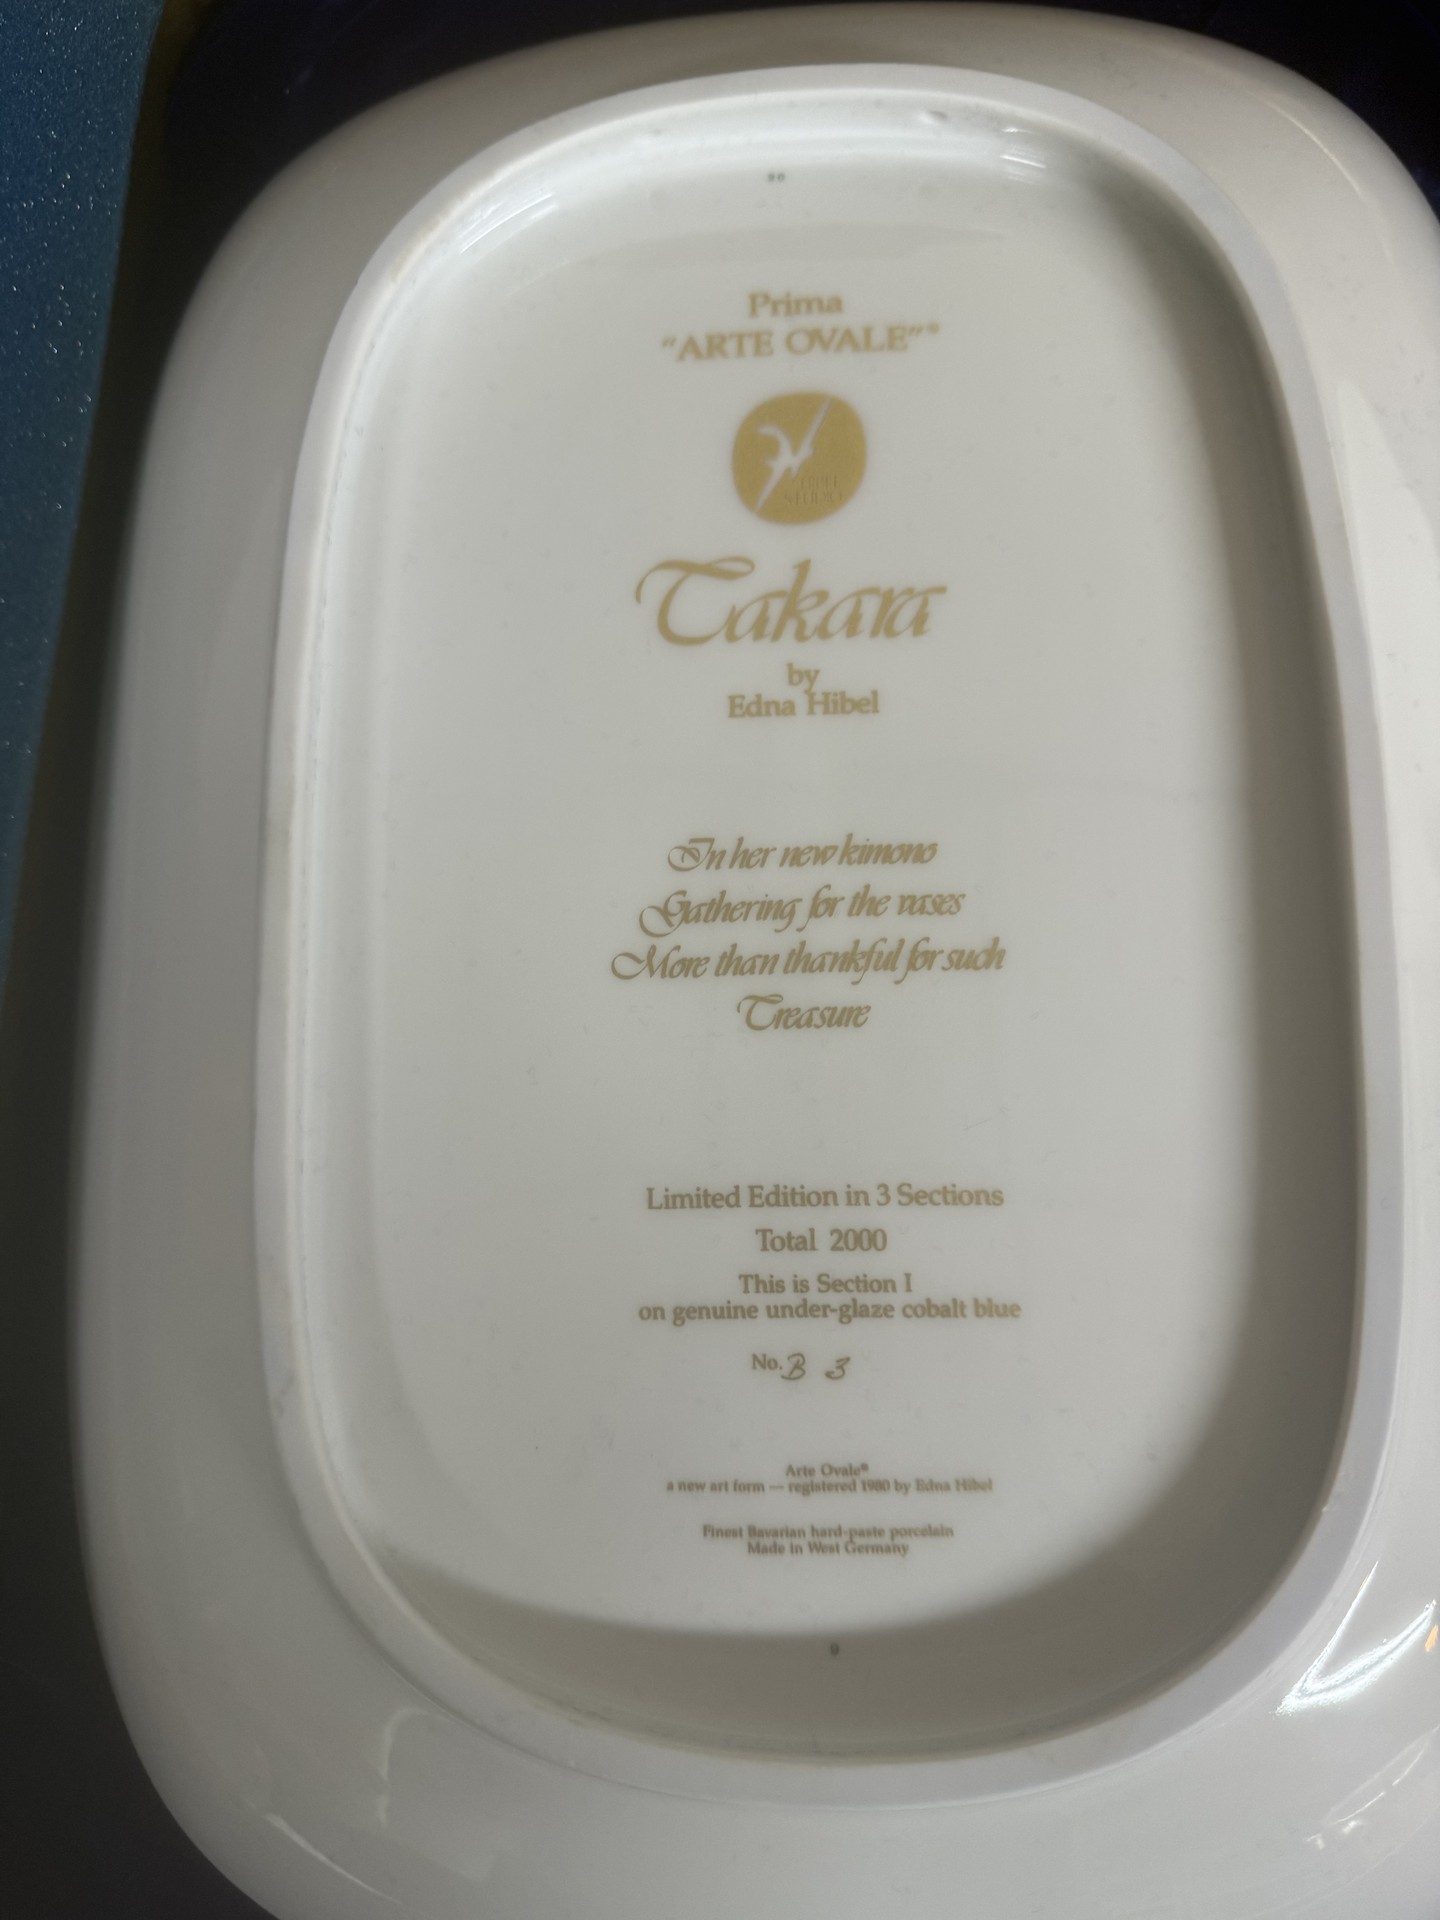 Prima
"ARTE OVALE"®
STUDIO
Takara
by
Edna Hibel
In her new kimono
Gathering for the vases
More than thankful for such
Treasure
Limited Edition in 3 Sections
Total 2000
This is Section I
on genuine under-glaze cobalt blue
No. B 3
Arte Ovale®
a new art form — registered 1980 by Edna Hibel
Finest Bavarian hard-paste porcelain
Made in West Germany